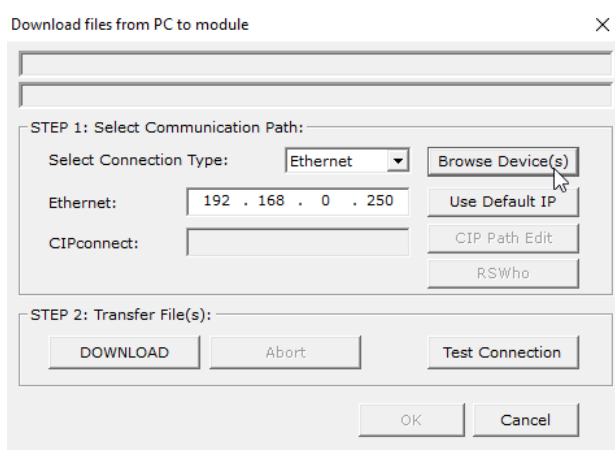 Download files from PC to module
STEP 1: Select Communication Path:
Select Connection Type: Ethernet Browse Device(s)
Ethernet: 192 . 168 . 0 . 250 Use Default IP
CIPconnect: CIP Path Edit
RSWho
STEP 2: Transfer File(s):
DOWNLOAD Abort Test Connection
OK Cancel